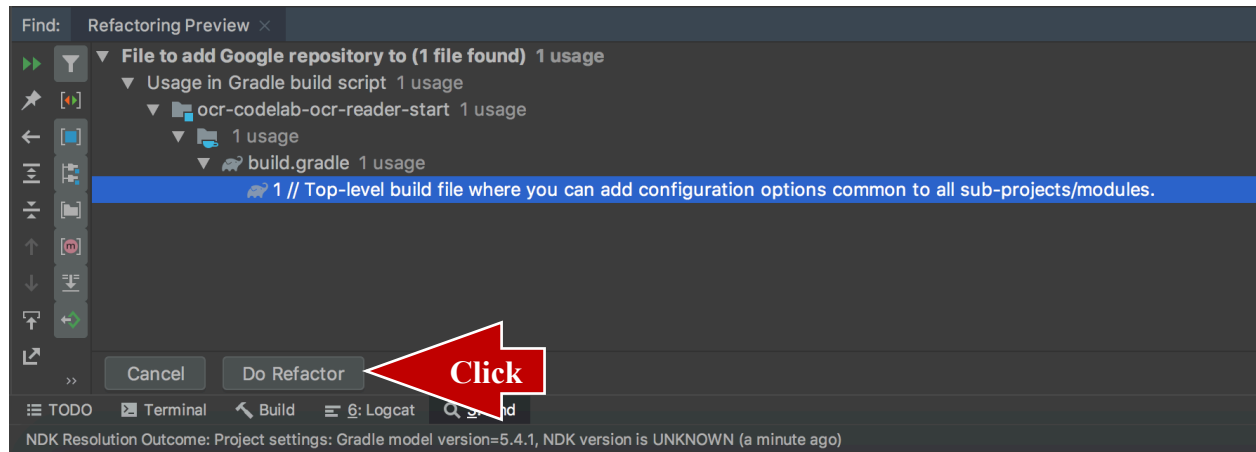 Find: Refactoring Preview
File to add Google repository to (1 file found) 1 usage
Usage in Gradle build script 1 usage
ocr-codelab-ocr-reader-start 1 usage
1 usage
build.gradle 1 usage
1 // Top-level build file where you can add configuration options common to all sub-projects/modules.
Cancel Do Refactor Click
TODO Terminal Build 6: Logcat
NDK Resolution Outcome: Project settings: Gradle model version=5.4.1, NDK version is UNKNOWN (a minute ago)